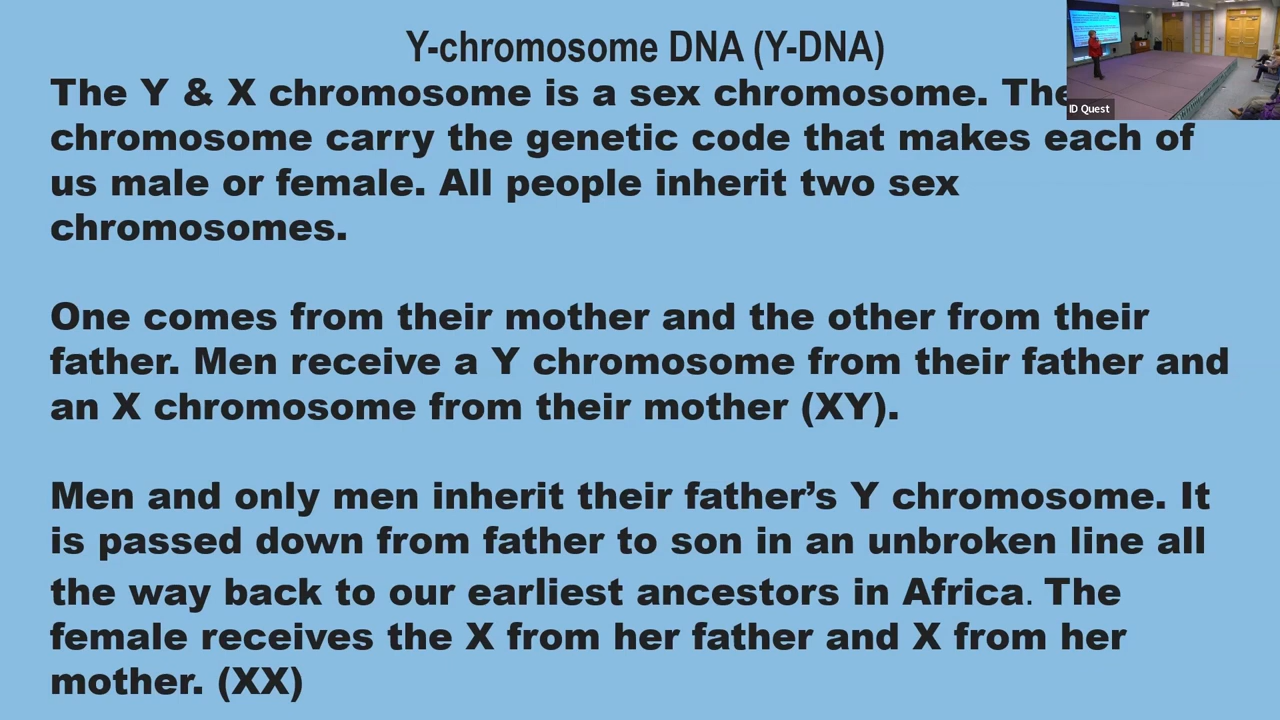 Y-chromosome DNA (Y-DNA)
The Y & X chromosome is a sex chromosome. The
chromosome carry the genetic code that makes each of
us male or female. All people inherit two sex
chromosomes.
One comes from their mother and the other from their
father. Men receive a Y chromosome from their father and
an X chromosome from their mother (XY).
Men and only men inherit their father’s Y chromosome. It
is passed down from father to son in an unbroken line all
the way back to our earliest ancestors in Africa. The
female receives the X from her father and X from her
mother. (XX)
ID Quest